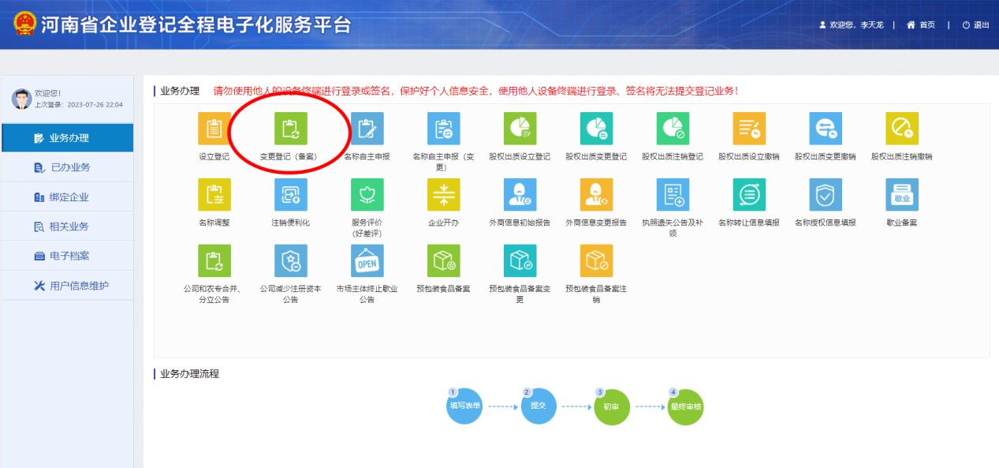 河南省企业登记全程电子化服务平台
欢迎您，李天龙 | 首页 | 退出
欢迎您!
上次登录：2023-07-26 22:04
业务办理
已办业务
绑定企业
相关业务
电子档案
用户信息维护
业务办理 请勿使用他人的设备终端进行登录或签名，保护好个人信息安全，使用他人设备终端进行登录、签名将无法提交登记业务！
设立登记
变更登记（备案）
名称自主申报
名称自主申报（变
更）
股权出质设立登记
股权出质变更登记
股权出质注销登记
股权出质设立撤销
股权出质变更撤销
股权出质注销撤销
名称调整
注销便利化
服务评价
（好差评）
企业开办
外商信息初始报告
外商信息变更报告
执照遗失公告及补
领
名称转让信息填报
名称授权信息填报
歇业
歇业备案
公司和农专合并、
分立公告
公司减少注册资本
公告
OPEN
市场主体终止歇业
公告
预包装食品备案
预包装食品备案变
更
预包装食品备案注
销
业务办理流程
1
填写表单
2
提交
3
初审
4
最终审核